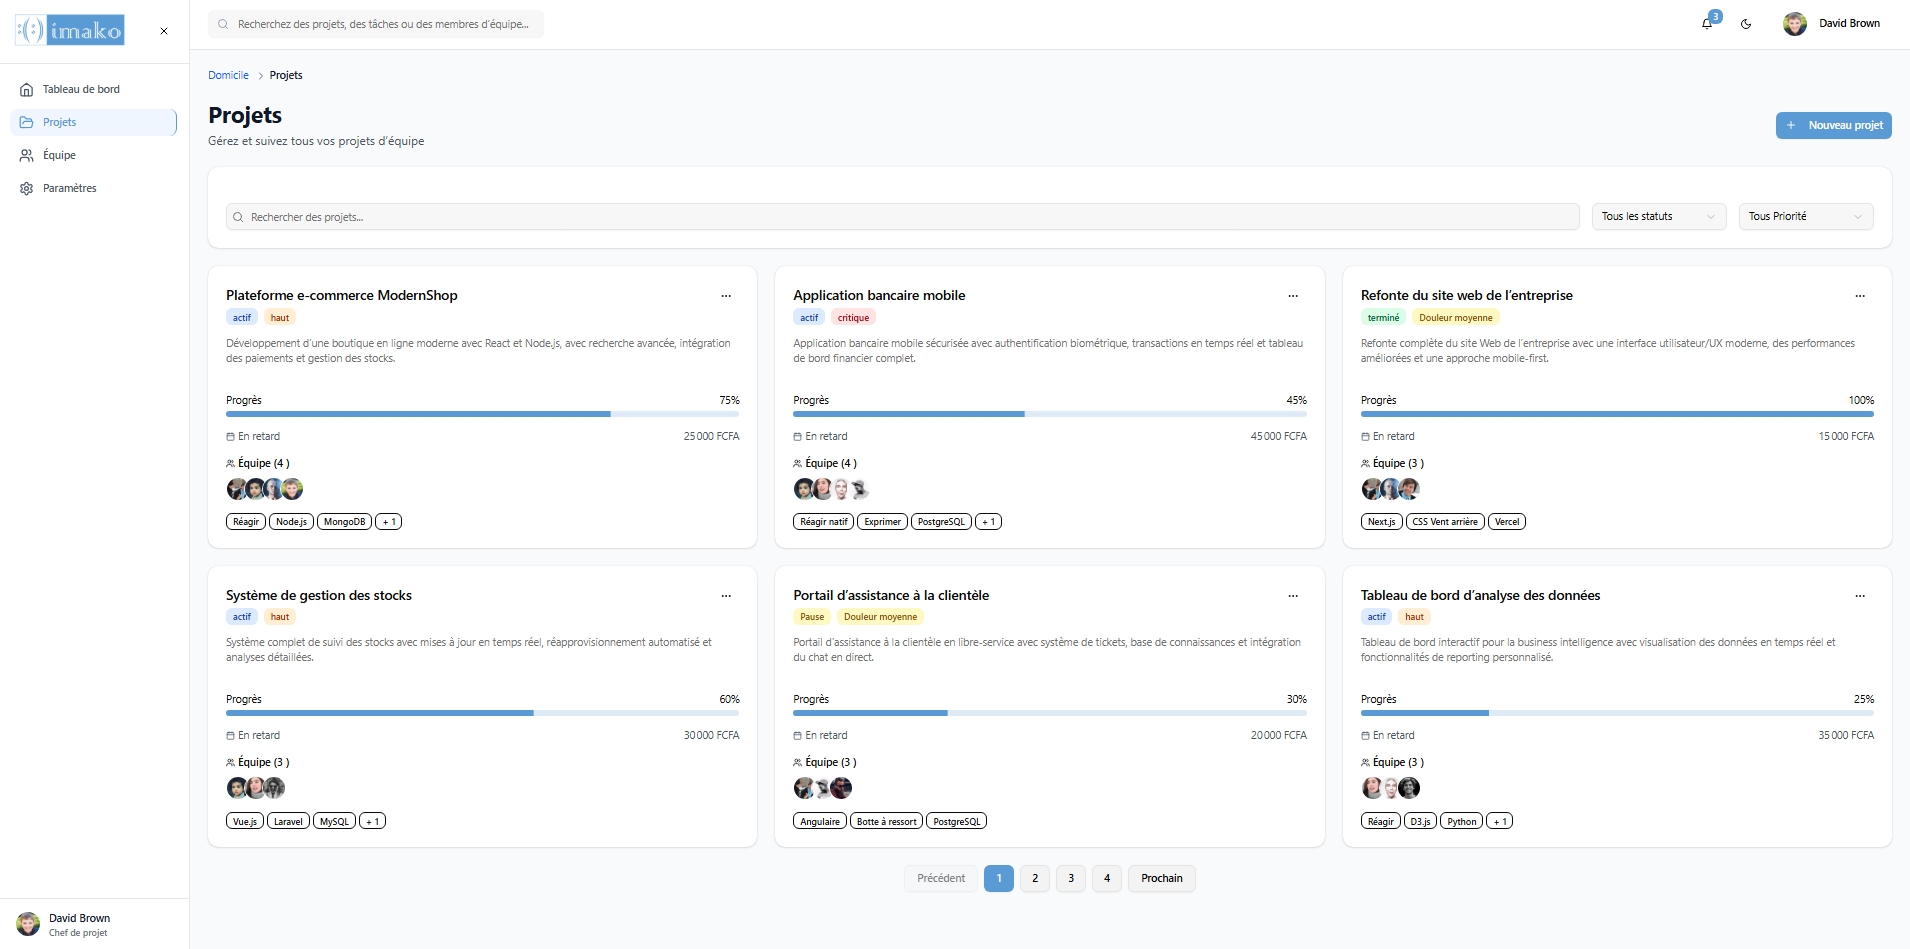 :() imako
Recherchez des projets, des tâches ou des membres d'équipe...
3
David Brown
Tableau de bord
Projets
Équipe
Paramètres
Domicile > Projets
Projets
Gérez et suivez tous vos projets d'équipe
+ Nouveau projet
Rechercher des projets...
Tous les statuts
Tous Priorité
Plateforme e-commerce ModernShop
actif haut
Développement d'une boutique en ligne moderne avec React et Node.js, avec recherche avancée, intégration
des paiements et gestion des stocks.
Progrès 75%
En retard 25 000 FCFA
Équipe (4 )
Réagir Node.js MongoDB + 1
Application bancaire mobile
actif critique
Application bancaire mobile sécurisée avec authentification biométrique, transactions en temps réel et tableau
de bord financier complet.
Progrès 45%
En retard 45 000 FCFA
Équipe (4 )
Réagir natif Exprimer PostgreSQL + 1
Refonte du site web de l'entreprise
terminé Douleur moyenne
Refonte complète du site Web de l'entreprise avec une interface utilisateur/UX moderne, des performances
améliorées et une approche mobile-first.
Progrès 100%
En retard 15 000 FCFA
Équipe (3 )
Next.js CSS Vent arrière Vercel
Système de gestion des stocks
actif haut
Système complet de suivi des stocks avec mises à jour en temps réel, réapprovisionnement automatisé et
analyses détaillées.
Progrès 60%
En retard 30 000 FCFA
Équipe (3 )
Vue.js Laravel MySQL + 1
Portail d'assistance à la clientèle
Pause Douleur moyenne
Portail d'assistance à la clientèle en libre-service avec système de tickets, base de connaissances et intégration
du chat en direct.
Progrès 30%
En retard 20 000 FCFA
Équipe (3 )
Angulaire Botte à ressort PostgreSQL
Tableau de bord d'analyse des données
actif haut
Tableau de bord interactif pour la business intelligence avec visualisation des données en temps réel et
fonctionnalités de reporting personnalisé.
Progrès 25%
En retard 35 000 FCFA
Équipe (3 )
Réagir D3.js Python + 1
Précédent 1 2 3 4 Prochain
David Brown
Chef de projet